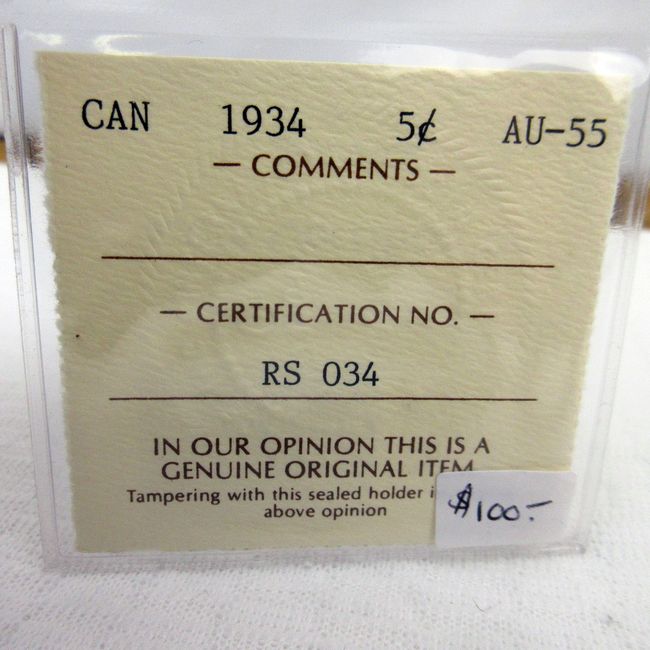 CAN 1934 5¢ AU-55
— COMMENTS —
— CERTIFICATION NO. —
RS 034
IN OUR OPINION THIS IS A
GENUINE ORIGINAL ITEM
Tampering with this sealed holder
above opinion
$100.-